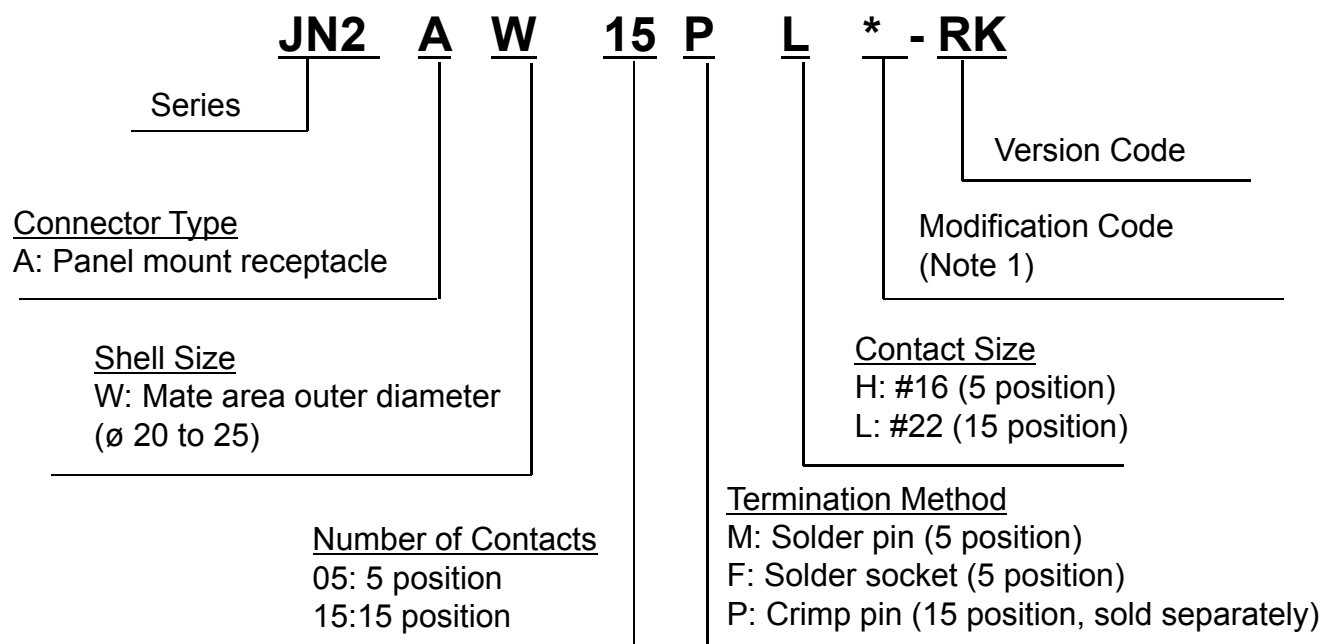 JN2 A W 15 P L * - RK
Series
Version Code
Connector Type
A: Panel mount receptacle
Modification Code
(Note 1)
Shell Size
W: Mate area outer diameter
(ø 20 to 25)
Contact Size
H: #16 (5 position)
L: #22 (15 position)
Number of Contacts
05: 5 position
15:15 position
Termination Method
M: Solder pin (5 position)
F: Solder socket (5 position)
P: Crimp pin (15 position, sold separately)